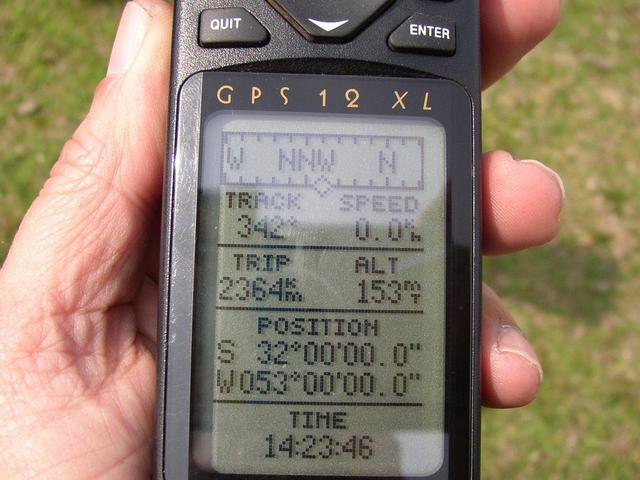 QUIT
ENTER
GPS 12 XL
W NNW N
TRACK SPEED
342° 0.0 k/h
TRIP ALT
2364 km 153 m
POSITION
S 32°00'00.0"
W053°00'00.0"
TIME
14:23:46